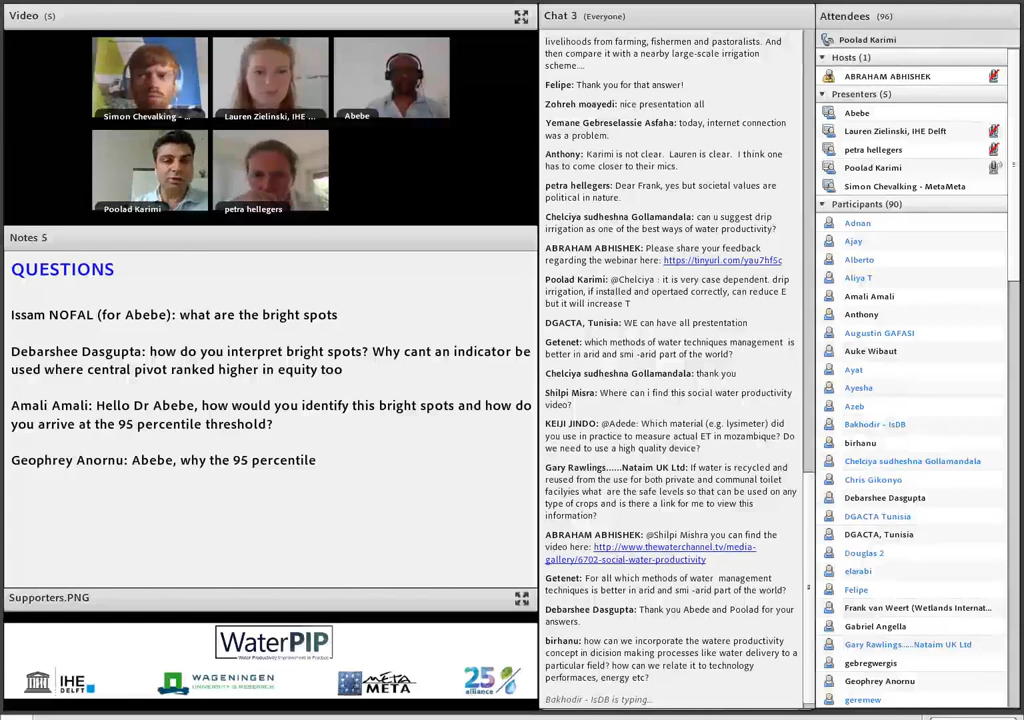 Video (5)
Simon Chevalking - ...
Lauren Zielinski, IHE ...
Abebe
Poolad Karimi
petra hellegers
Notes 5
QUESTIONS
Issam NOFAL (for Abebe): what are the bright spots
Debarshee Dasgupta: how do you interpret bright spots? Why cant an indicator be
used where central pivot ranked higher in equity too
Amali Amali: Hello Dr Abebe, how would you identify this bright spots and how do
you arrive at the 95 percentile threshold?
Geophrey Anornu: Abebe, why the 95 percentile
Supporters.PNG
WaterPIP
Water Productivity Improvement in Practice
IHE
DELFT
WAGENINGEN
UNIVERSITY & RESEARCH
META
META
25
alliance
Chat 3 (Everyone)
livelihoods from farming, fishermen and pastoralists. And
then compare it with a nearby large-scale irrigation
scheme....
Felipe: Thank you for that answer!
Zohreh moayedi: nice presentation all
Yemane Gebreselassie Asfaha: today, internet connection
was a problem.
Anthony: Karimi is not clear. Lauren is clear. I think one
has to come closer to their mics.
petra hellegers: Dear Frank, yes but societal values are
political in nature.
Chelciya sudheshna Gollamandala: can u suggest drip
irrigation as one of the best ways of water productivity?
ABRAHAM ABHISHEK: Please share your feedback
regarding the webinar here: https://tinyurl.com/yau7hf5c
Poolad Karimi: @Chelciya : it is very case dependent. drip
irrigation, if installed and opertaed correctly, can reduce E
but it will increase T
DGACTA, Tunisia: WE can have all prestentation
Getenet: which methods of water techniques management is
better in arid and smi -arid part of the world?
Chelciya sudheshna Gollamandala: thank you
Shilpi Misra: Where can i find this social water productivity
video?
KEIJI JINDO: @Adede: Which material (e.g. lysimeter) did
you use in practice to measure actual ET in mozambique? Do
we need to use a high quality device?
Gary Rawlings......Nataim UK Ltd: If water is recycled and
reused from the use for both private and communal toilet
facilyies what are the safe levels so that can be used on any
type of crops and is there a link for me to view this
information?
ABRAHAM ABHISHEK: @Shilpi Mishra you can find the
video here: http://www.thewaterchannel.tv/media-
gallery/6702-social-water-productivity
Getenet: For all which methods of water management
techniques is better in arid and smi -arid part of the world?
Debarshee Dasgupta: Thank you Abede and Poolad for your
answers.
birhanu: how can we incorporate the watere productivity
concept in dicision making processes like water delivery to a
particular field? how can we relate it to technology
performaces, energy etc?
Bakhodir - IsDB is typing...
Attendees (96)
Poolad Karimi
Hosts (1)
ABRAHAM ABHISHEK
Presenters (5)
Abebe
Lauren Zielinski, IHE Delft
petra hellegers
Poolad Karimi
Simon Chevalking - MetaMeta
Participants (90)
Adnan
Ajay
Alberto
Aliya T
Amali Amali
Anthony
Augustin GAFASI
Auke Wibaut
Ayat
Ayesha
Azeb
Bakhodir - IsDB
birhanu
Chelciya sudheshna Gollamandala
Chris Gikonyo
Debarshee Dasgupta
DGACTA Tunisia
DGACTA, Tunisia
Douglas 2
elarabi
Felipe
Frank van Weert (Wetlands Internat...
Gabriel Angella
Gary Rawlings......Nataim UK Ltd
gebregwergis
Geophrey Anornu
geremew